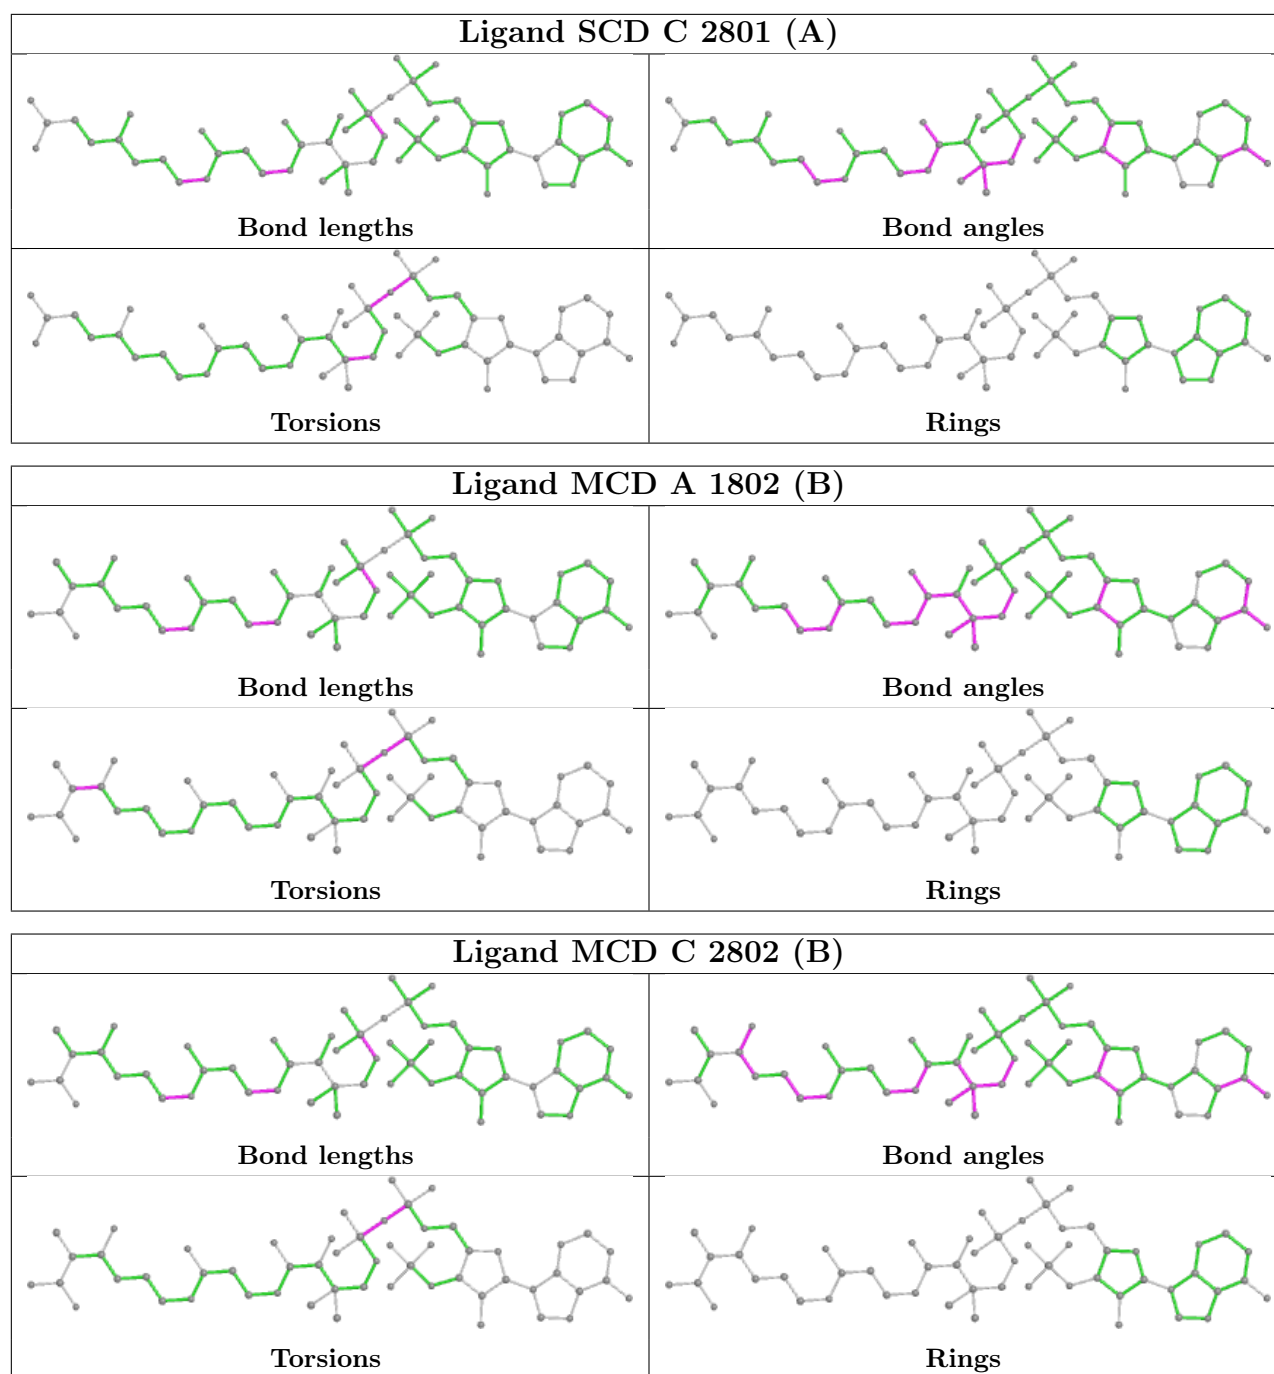 Ligand SCD C 2801 (A)
Bond lengths
Bond angles
Torsions
Rings
Ligand MCD A 1802 (B)
Bond lengths
Bond angles
Torsions
Rings
Ligand MCD C 2802 (B)
Bond lengths
Bond angles
Torsions
Rings